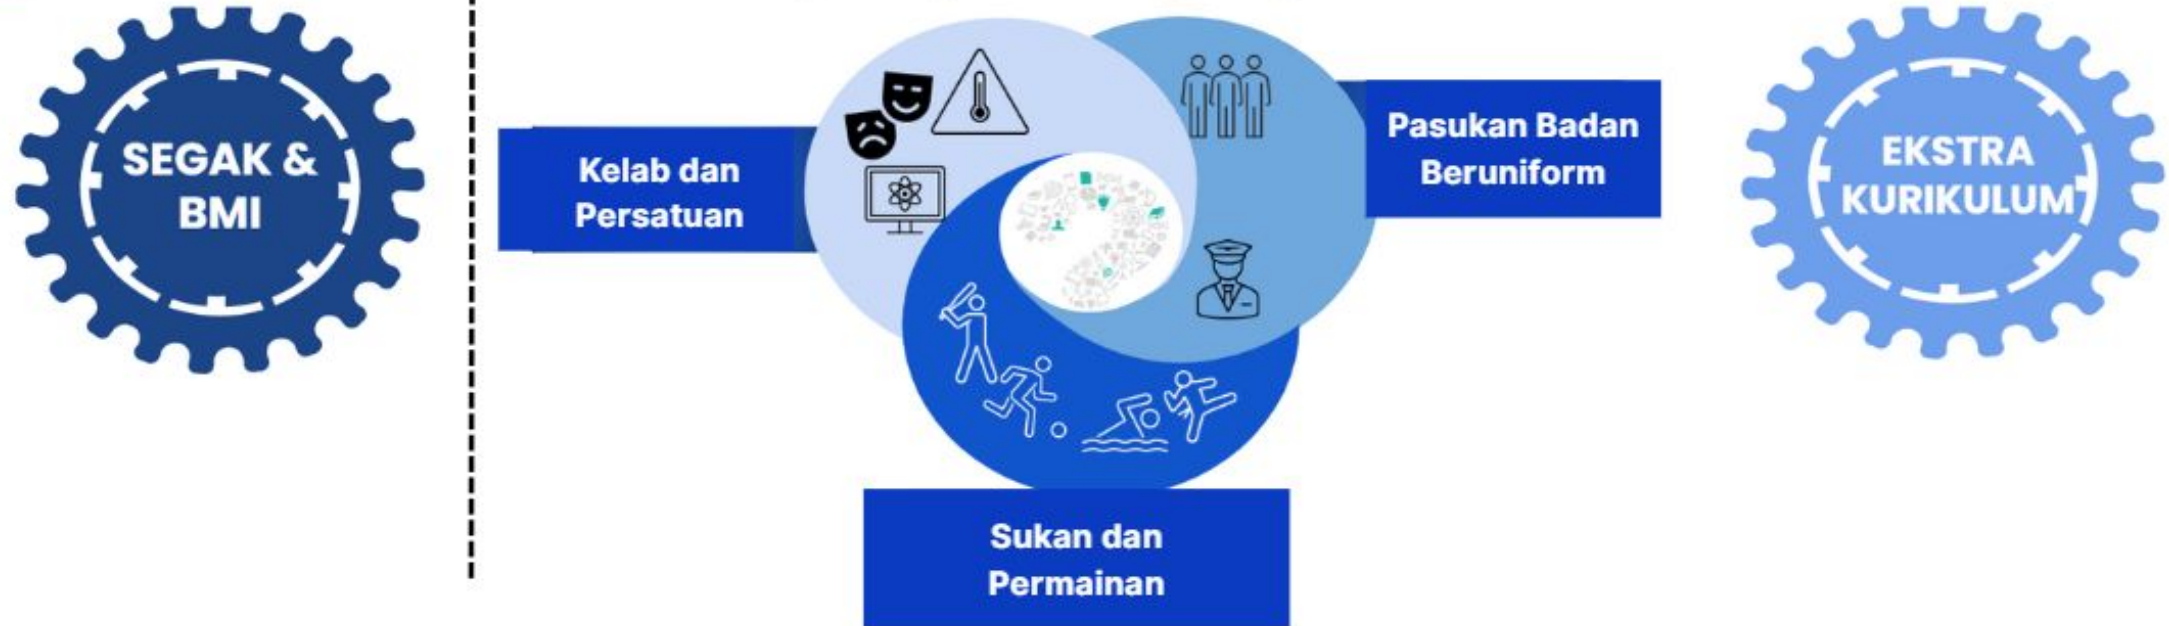 SEGAK &
BMI
Kelab dan
Persatuan
Pasukan Badan
Beruniform
Sukan dan
Permainan
EKSTRA
KURIKULUM